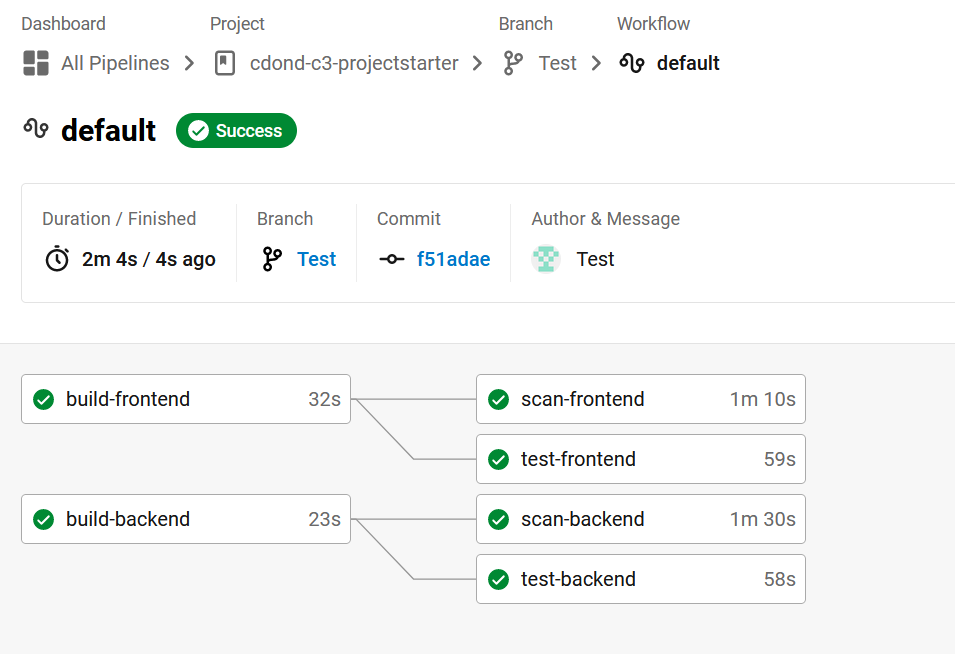 Dashboard Project Branch Workflow
All Pipelines cdond-c3-projectstarter Test default
default Success
Duration / Finished Branch Commit Author & Message
2m 4s / 4s ago Test f51adae Test
build-frontend 32s scan-frontend 1m 10s
test-frontend 59s
build-backend 23s scan-backend 1m 30s
test-backend 58s